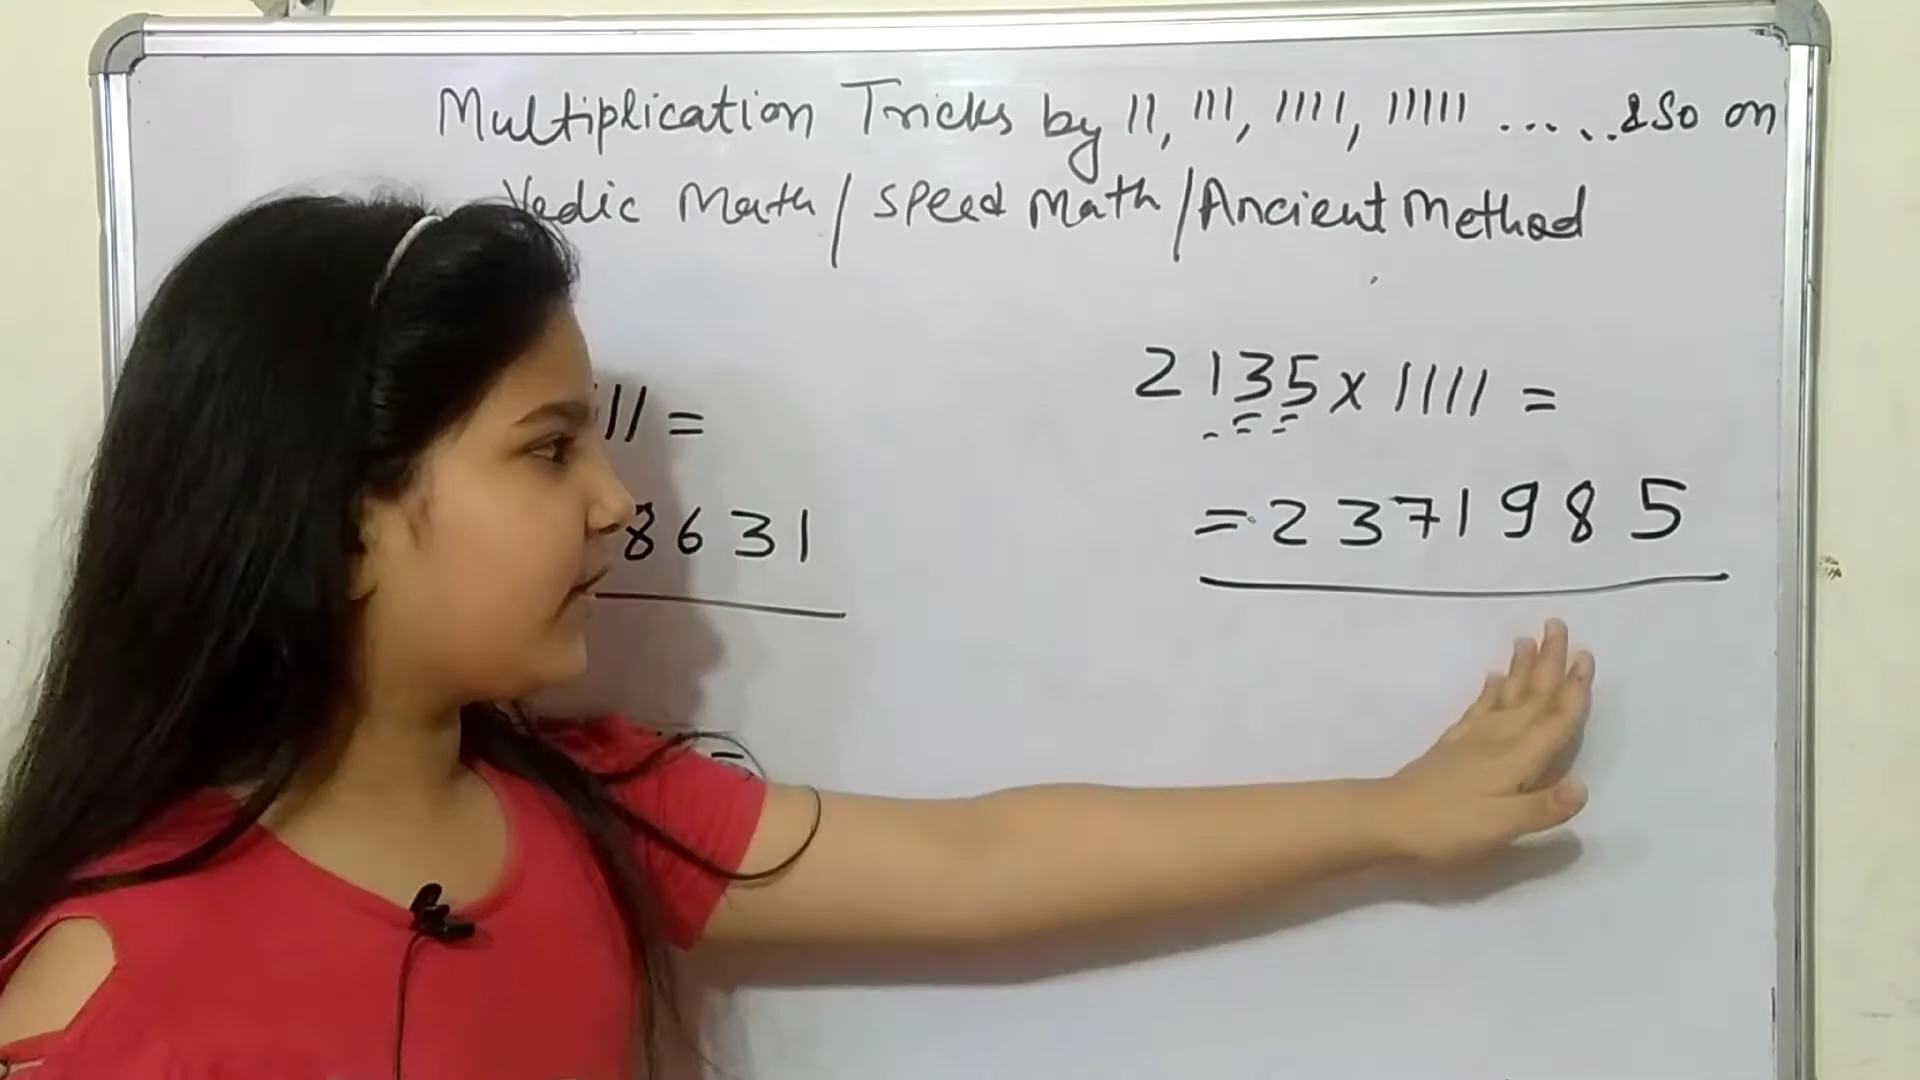 Multiplication Tricks by 11, 111, 1111, 11111 ..... & so on
Vedic Math / Speed Math / Ancient Method
11 =
8631
2135 x 1111 =
= 2371985